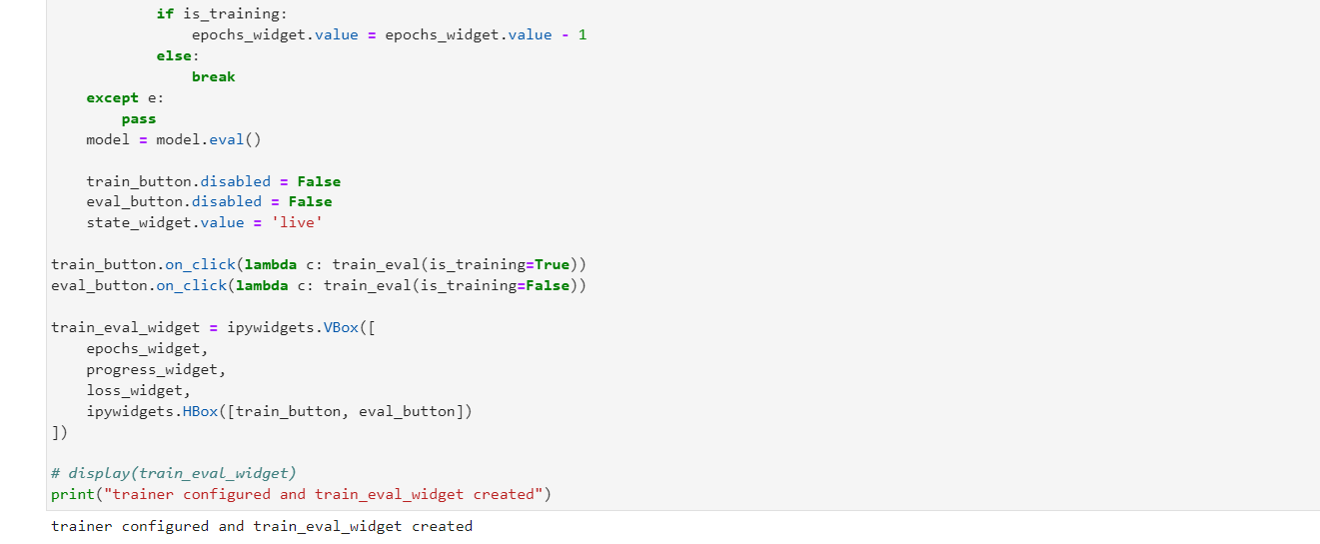 if is_training:
epochs_widget.value = epochs_widget.value - 1
else:
break
except e:
pass
model = model.eval()
train_button.disabled = False
eval_button.disabled = False
state_widget.value = 'live'
train_button.on_click(lambda c: train_eval(is_training=True))
eval_button.on_click(lambda c: train_eval(is_training=False))
train_eval_widget = ipywidgets.VBox([
epochs_widget,
progress_widget,
loss_widget,
ipywidgets.HBox([train_button, eval_button])
])
# display(train_eval_widget)
print("trainer configured and train_eval_widget created")
trainer configured and train_eval_widget created